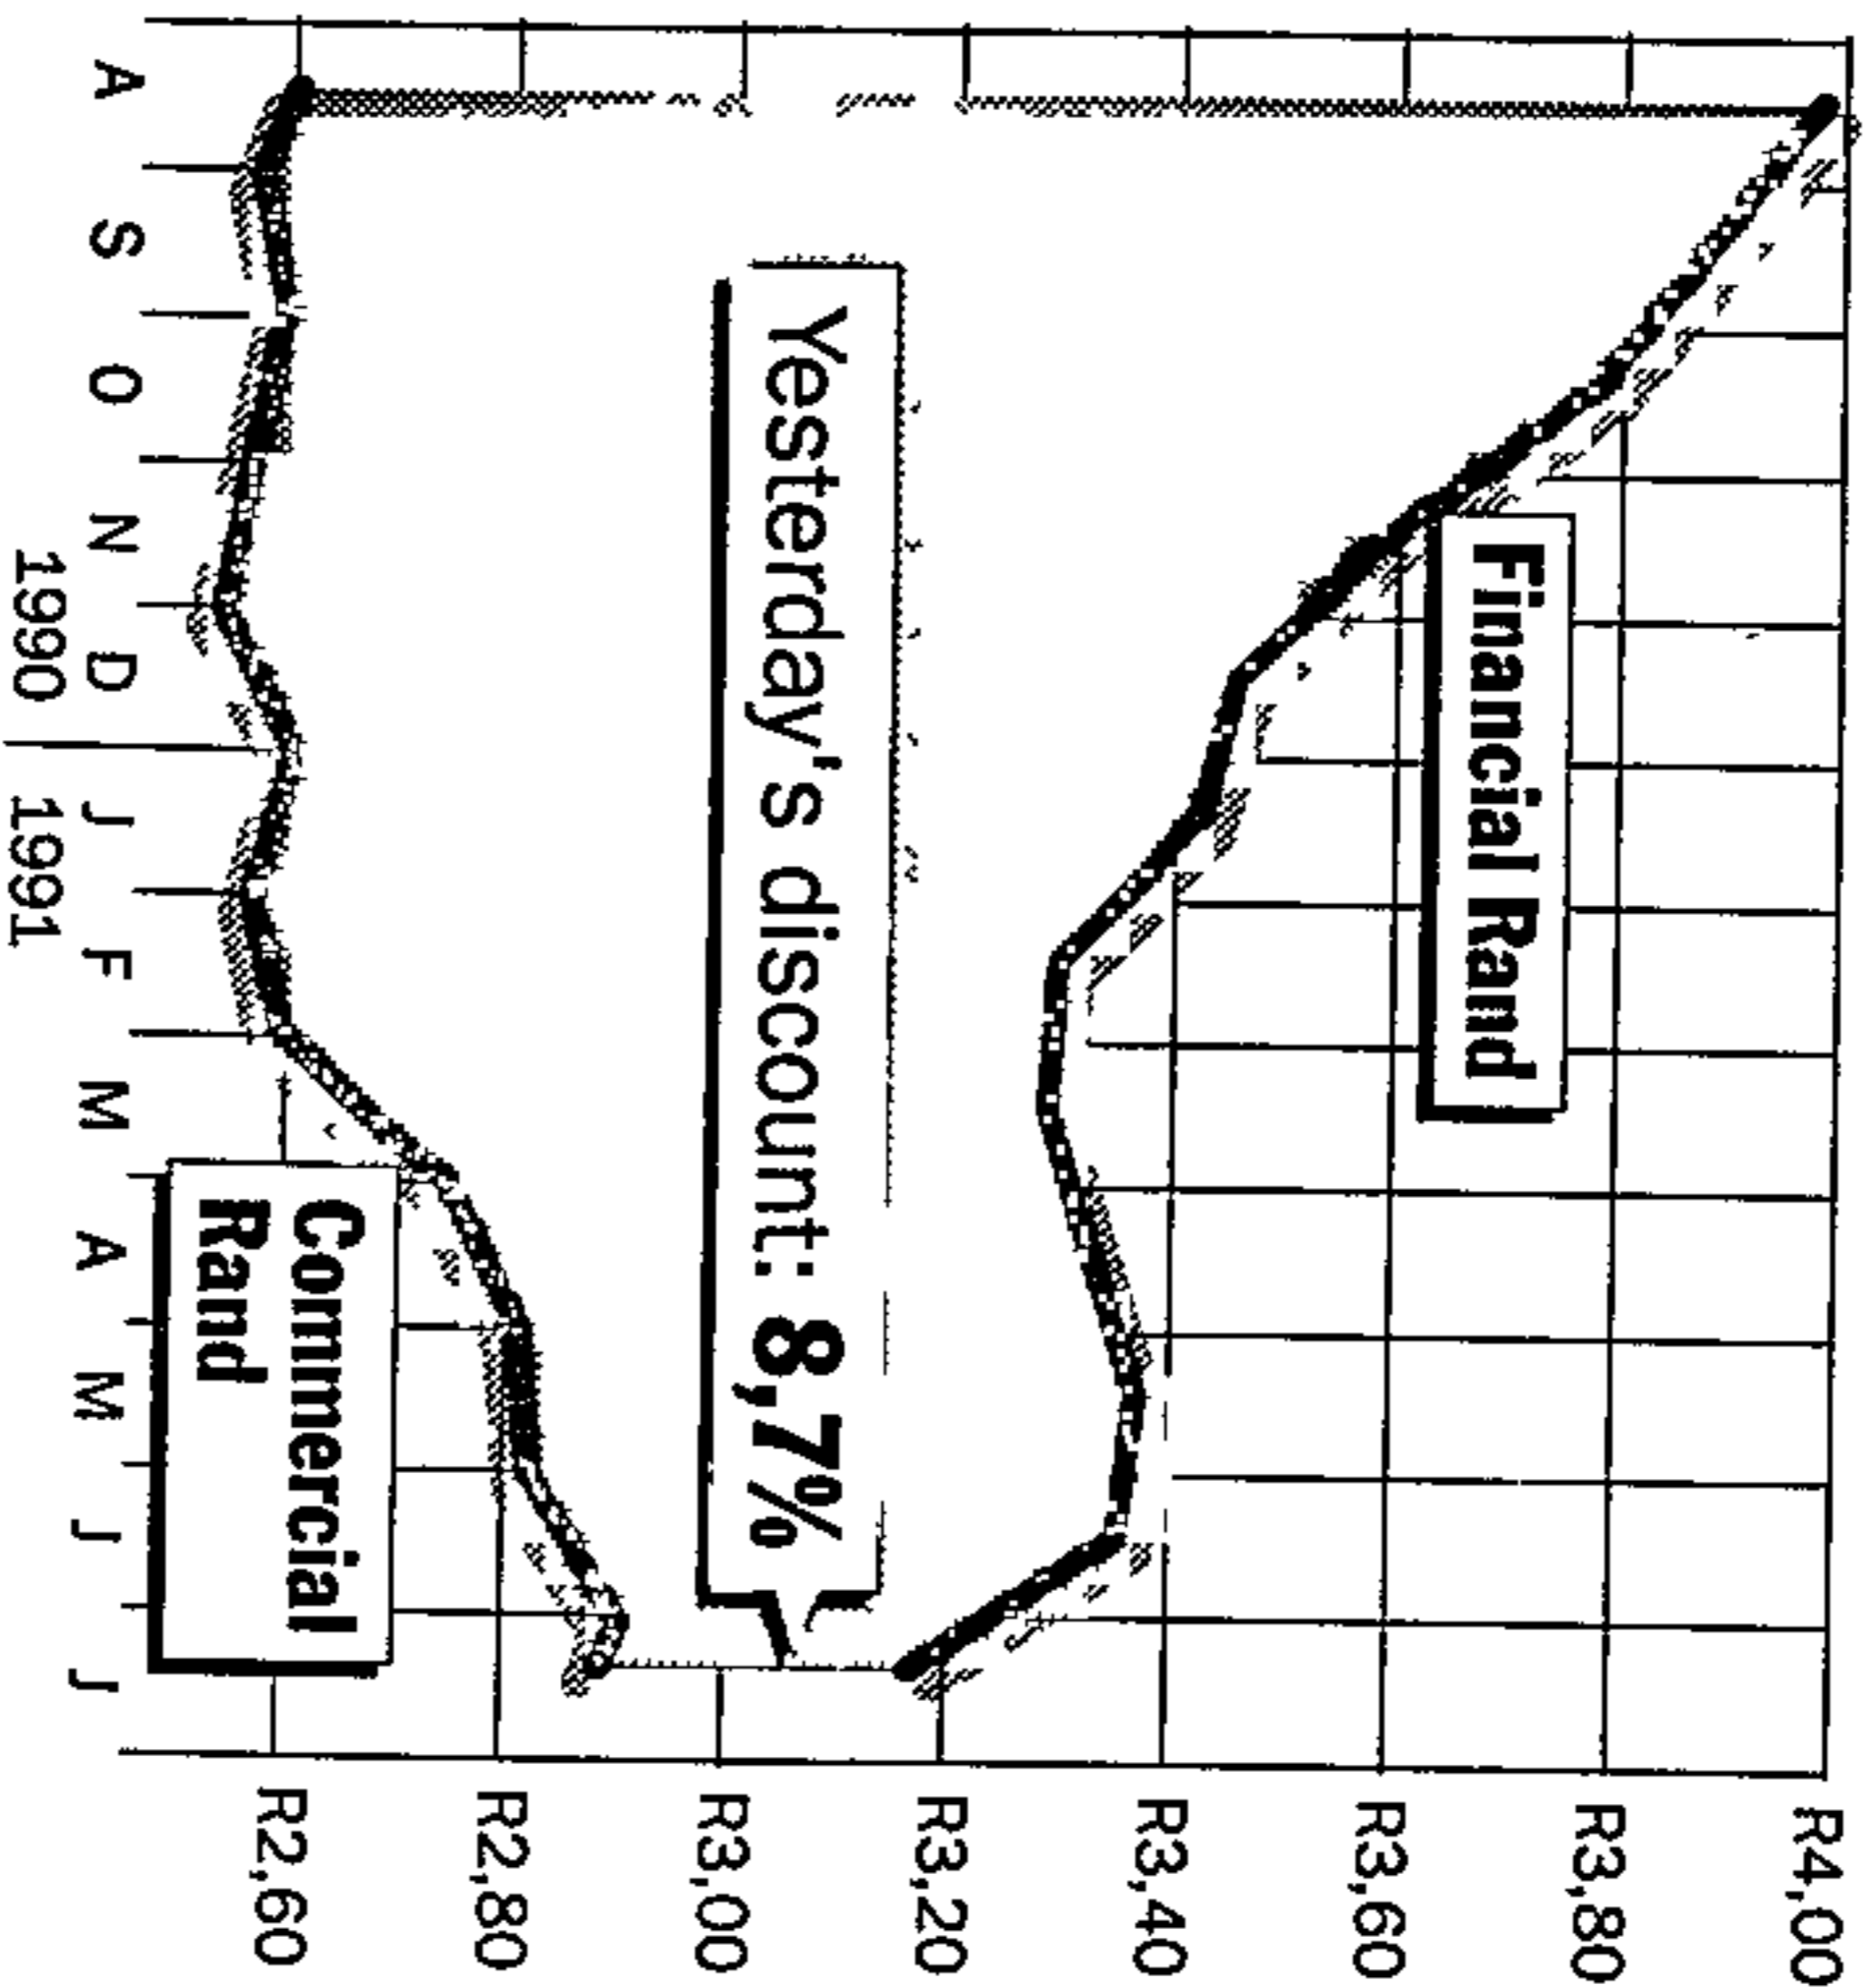 R4,00
R3,80
R3,60
R3,40
R3,20
R3,00
R2,80
R2,60
Financial Rand
Yesterday's discount: 8,7%
Commercial
Rand
A S O N D J F M A M J J
1990 1991